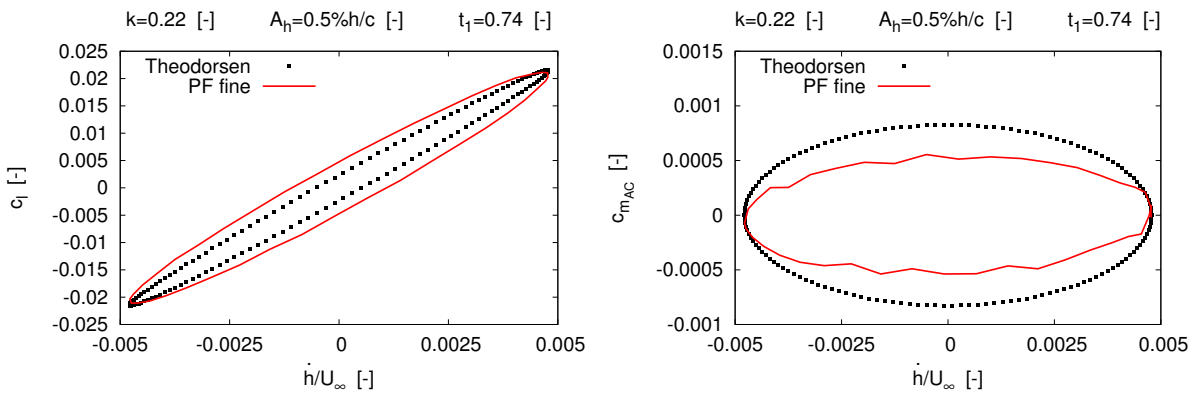 k=0.22 [-] A_h=0.5%h/c [-] t_1=0.74 [-]
0.025
0.02
0.015
0.01
0.005
0
-0.005
-0.01
-0.015
-0.02
-0.025
c_l [-]
Theodorsen
PF fine
-0.005 -0.0025 0 0.0025 0.005
ḣ/U_∞ [-]
k=0.22 [-] A_h=0.5%h/c [-] t_1=0.74 [-]
0.0015
0.001
0.0005
0
-0.0005
-0.001
c_{m_{AC}} [-]
Theodorsen
PF fine
-0.005 -0.0025 0 0.0025 0.005
ḣ/U_∞ [-]